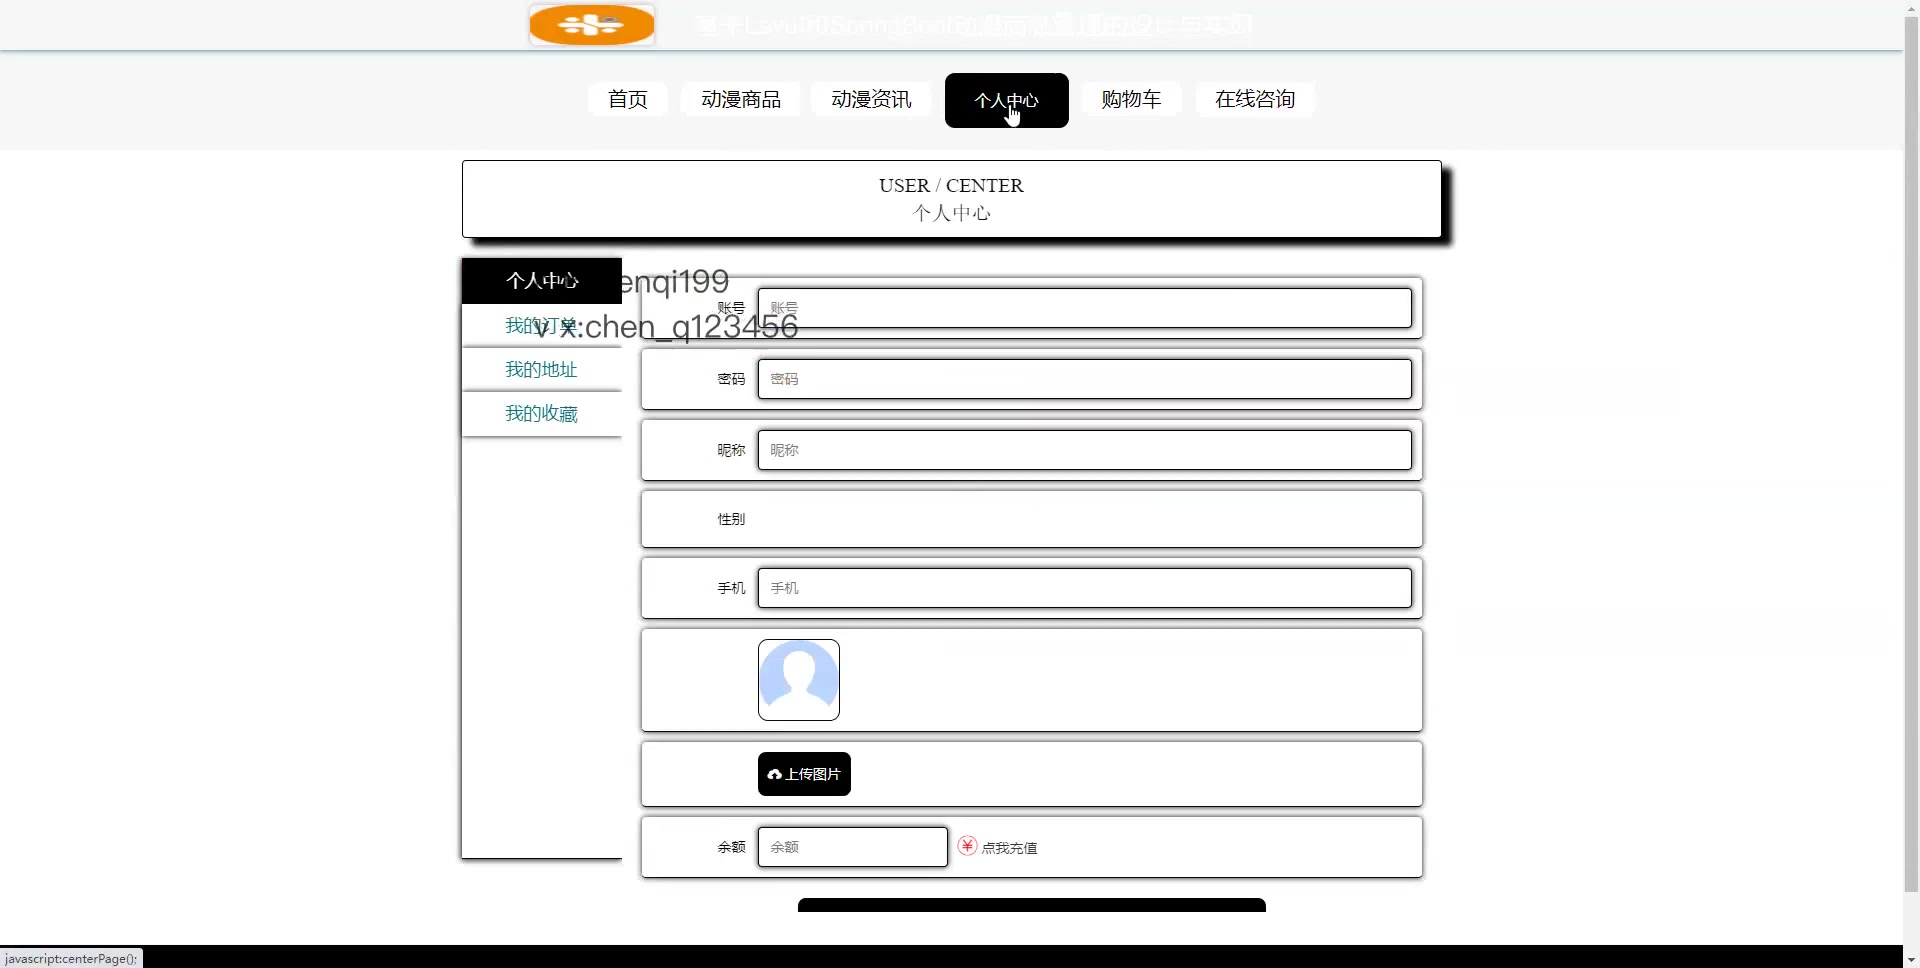 首页
动漫商品
动漫资讯
个人中心
购物车
在线咨询
USER / CENTER
个人中心
个人中心
enqi199
我的订单
v x:chen_q123456
我的地址
我的收藏
账号
账号
密码
密码
昵称
昵称
性别
手机
手机
上传图片
余额
余额
点我充值
javascript:centerPage();